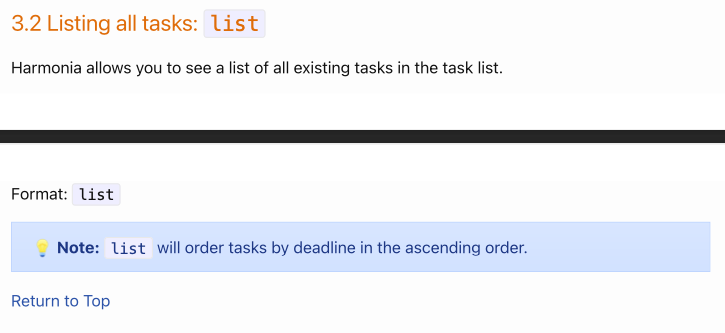 3.2 Listing all tasks: list
Harmonia allows you to see a list of all existing tasks in the task list.
Format: list
💡 Note: list will order tasks by deadline in the ascending order.
Return to Top